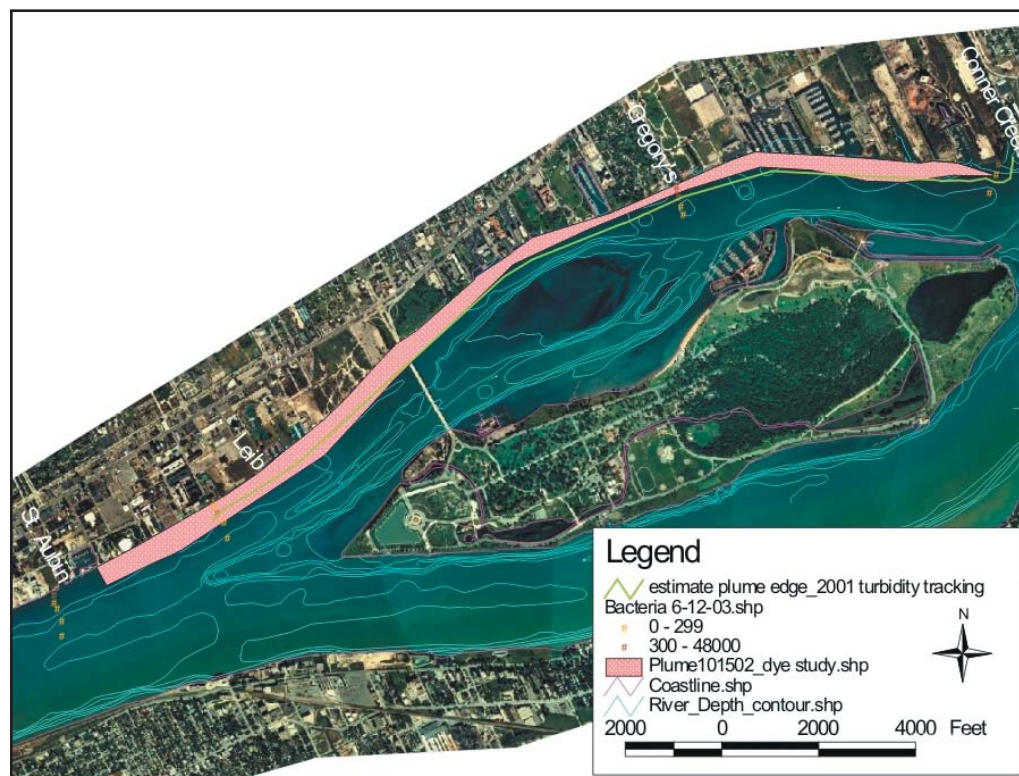 Conner Creek
Gregory's
Leib
St. Aubin
Legend
estimate plume edge_2001 turbidity tracking
Bacteria 6-12-03.shp
# 0 - 299
# 300 - 48000
Plume101502_dye study.shp
Coastline.shp
River_Depth_contour.shp
N
2000 0 2000 4000 Feet